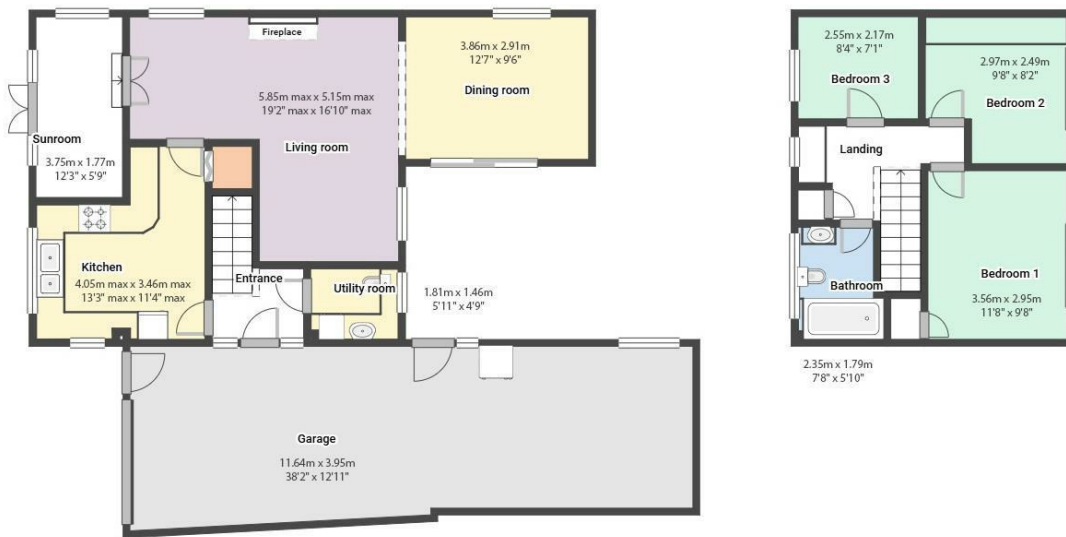 Fireplace
3.86m x 2.91m
12'7" x 9'6"
Dining room
5.85m max x 5.15m max
19'2" max x 16'10" max
Living room
Sunroom
3.75m x 1.77m
12'3" x 5'9"
Kitchen
4.05m max x 3.46m max
13'3" max x 11'4" max
Entrance
Utility room
1.81m x 1.46m
5'11" x 4'9"
Garage
11.64m x 3.95m
38'2" x 12'11"
2.55m x 2.17m
8'4" x 7'1"
Bedroom 3
2.97m x 2.49m
9'8" x 8'2"
Bedroom 2
Landing
Bedroom 1
3.56m x 2.95m
11'8" x 9'8"
Bathroom
2.35m x 1.79m
7'8" x 5'10"